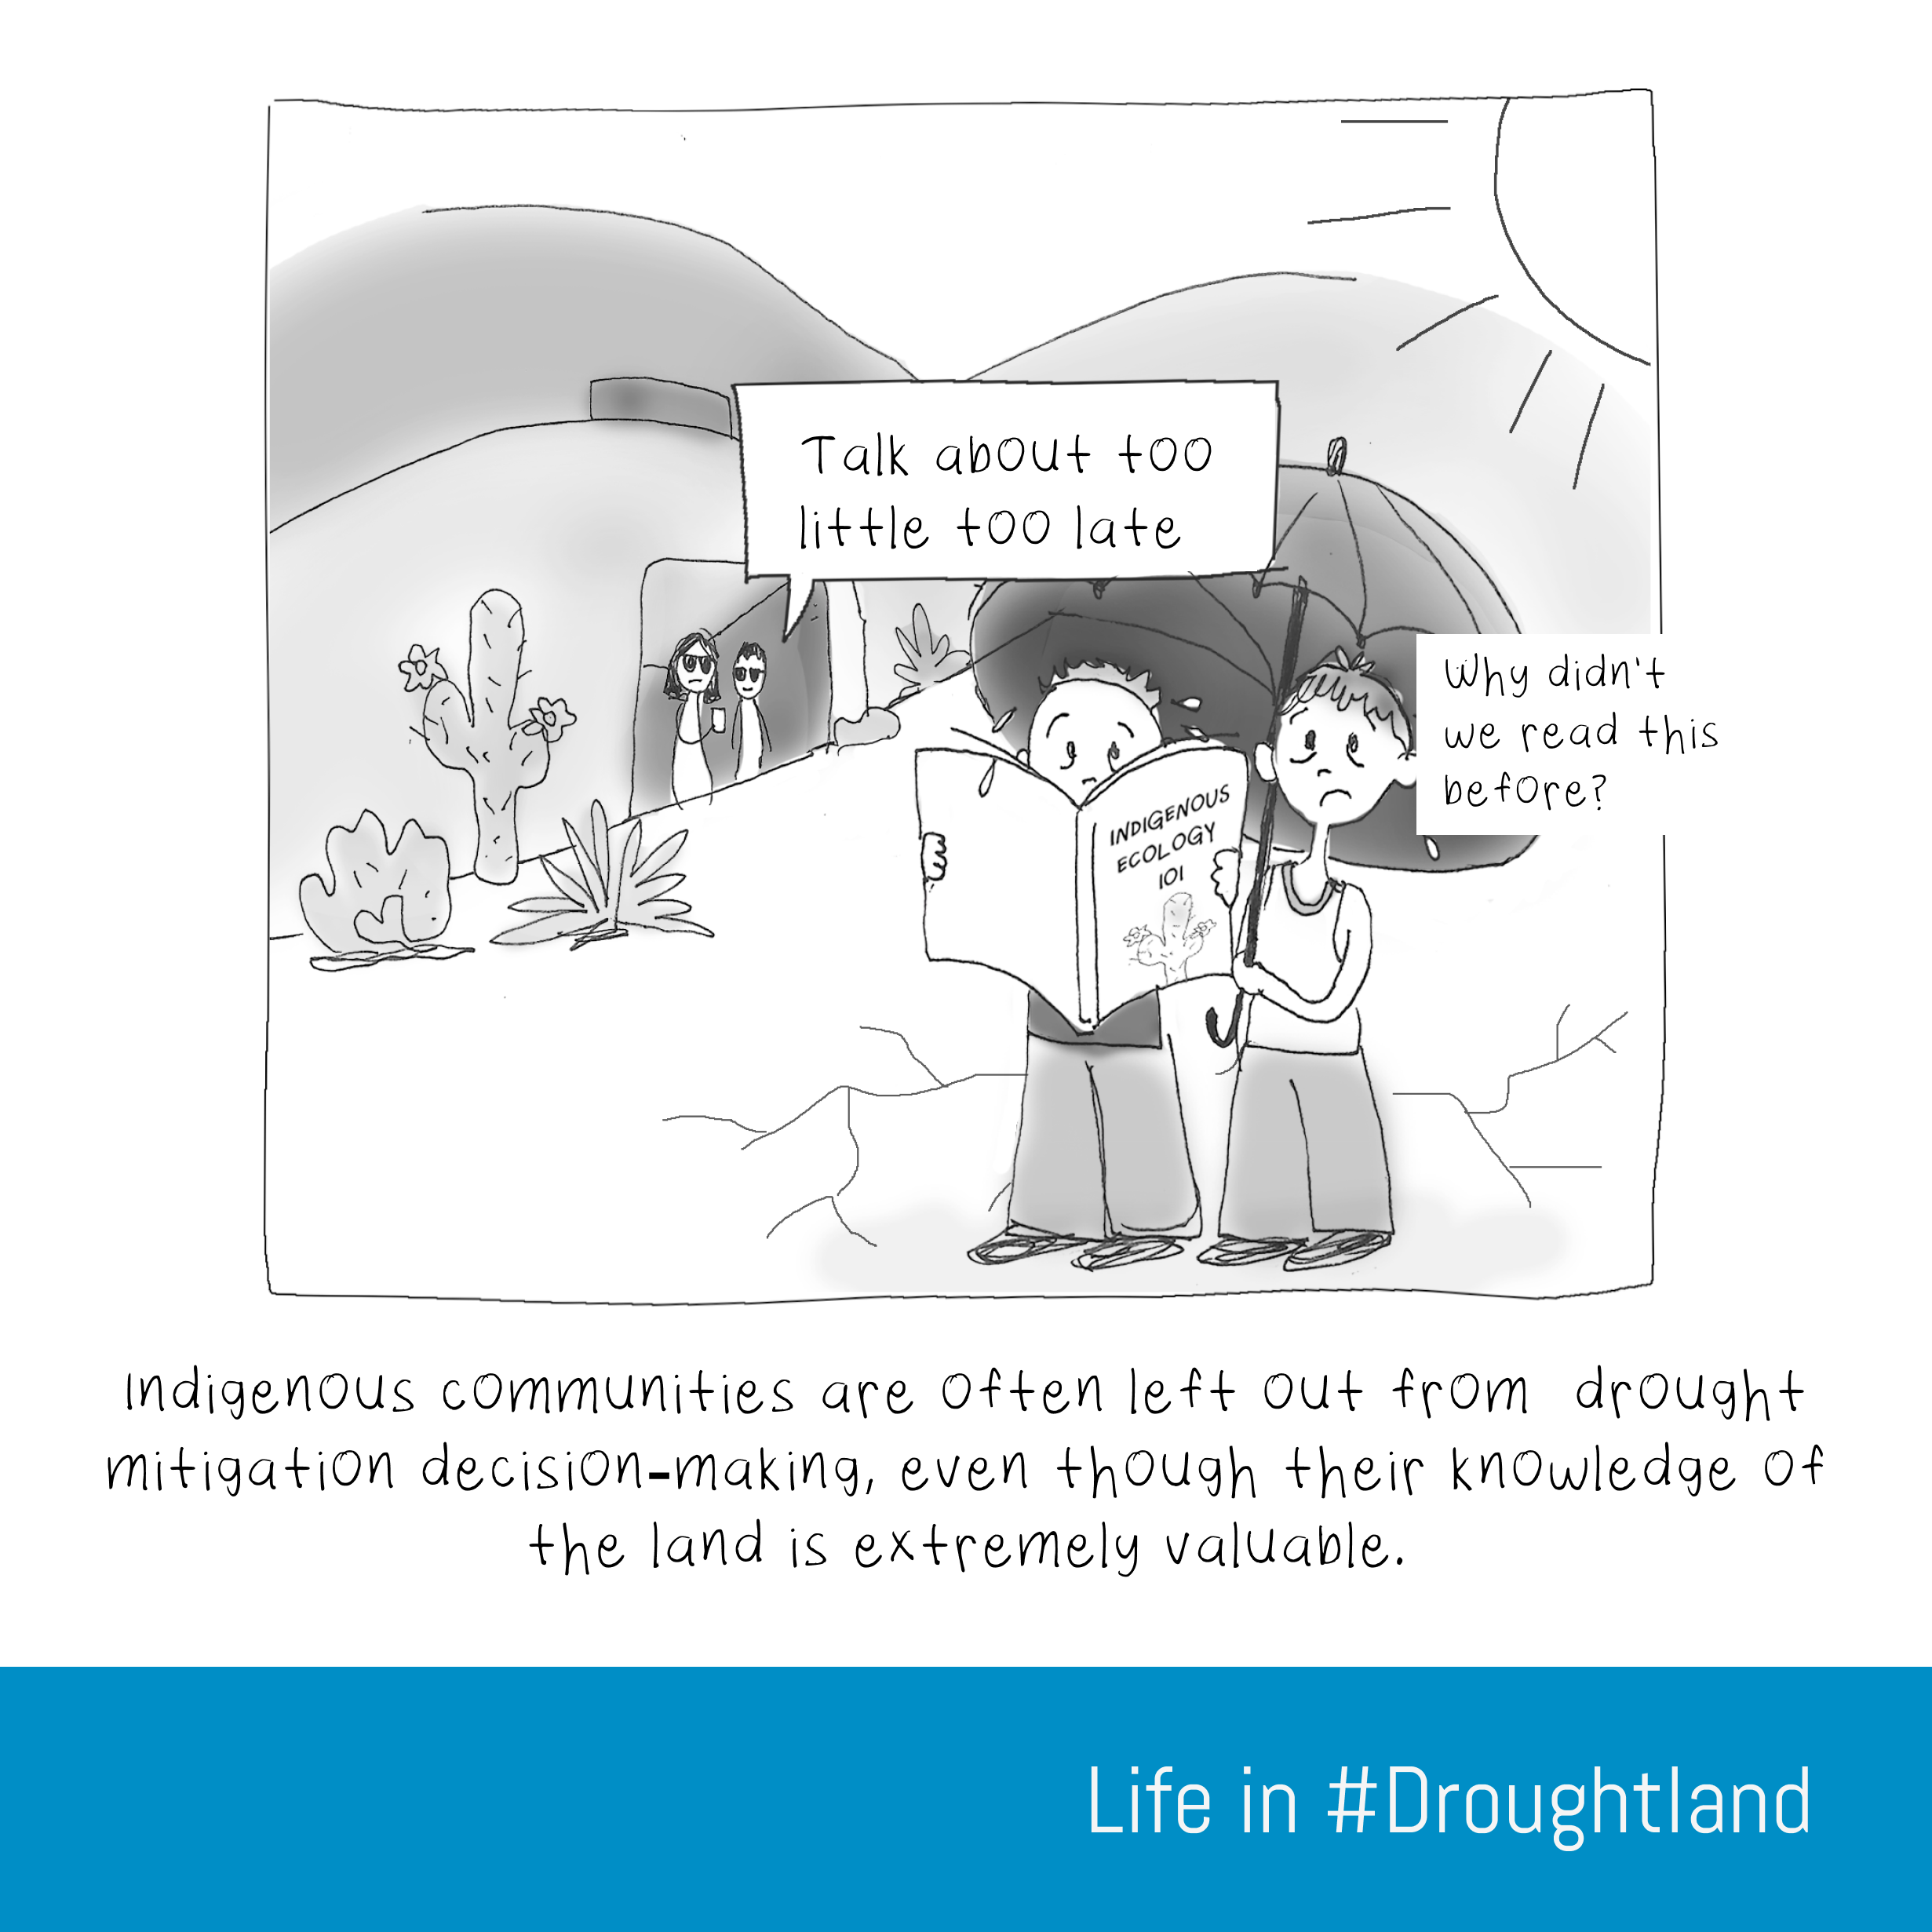 Talk about too
little too late
Why didn't
we read this
before?
INDIGENOUS
ECOLOGY
101
Indigenous communities are often left out from drought
mitigation decision-making, even though their knowledge of
the land is extremely valuable.
Life in #Droughtland